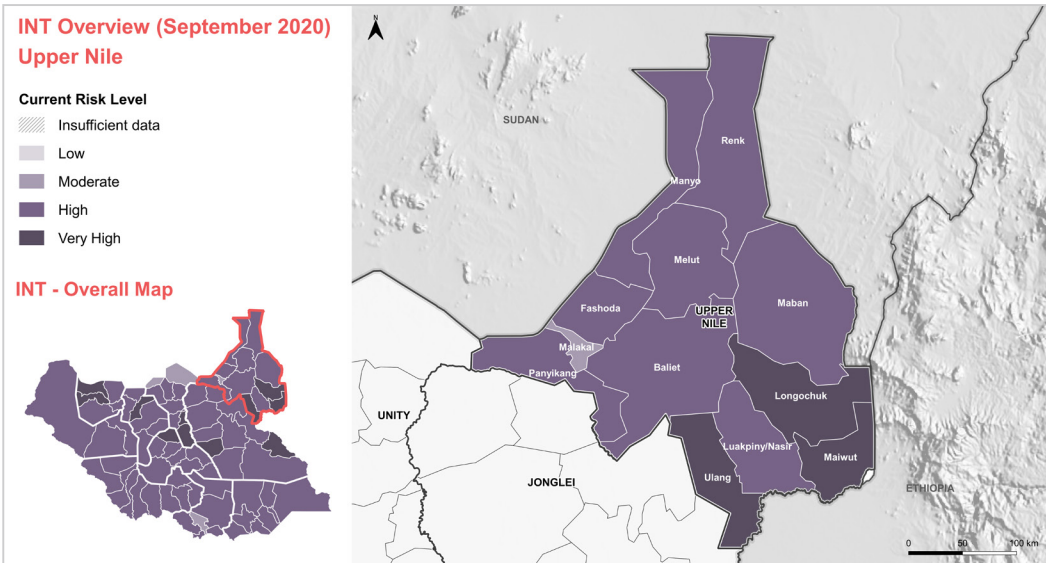 INT Overview (September 2020)
Upper Nile
Current Risk Level
Insufficient data
Low
Moderate
High
Very High
INT - Overall Map
N
SUDAN
Renk
Manyo
Melut
Maban
Fashoda
UPPER
NILE
Malakal
Panyikang
Baliet
Longochuk
UNITY
Luakpiny/Nasir
Maiwut
Ulang
JONGLEI
ETHIOPIA
0 50 100 km